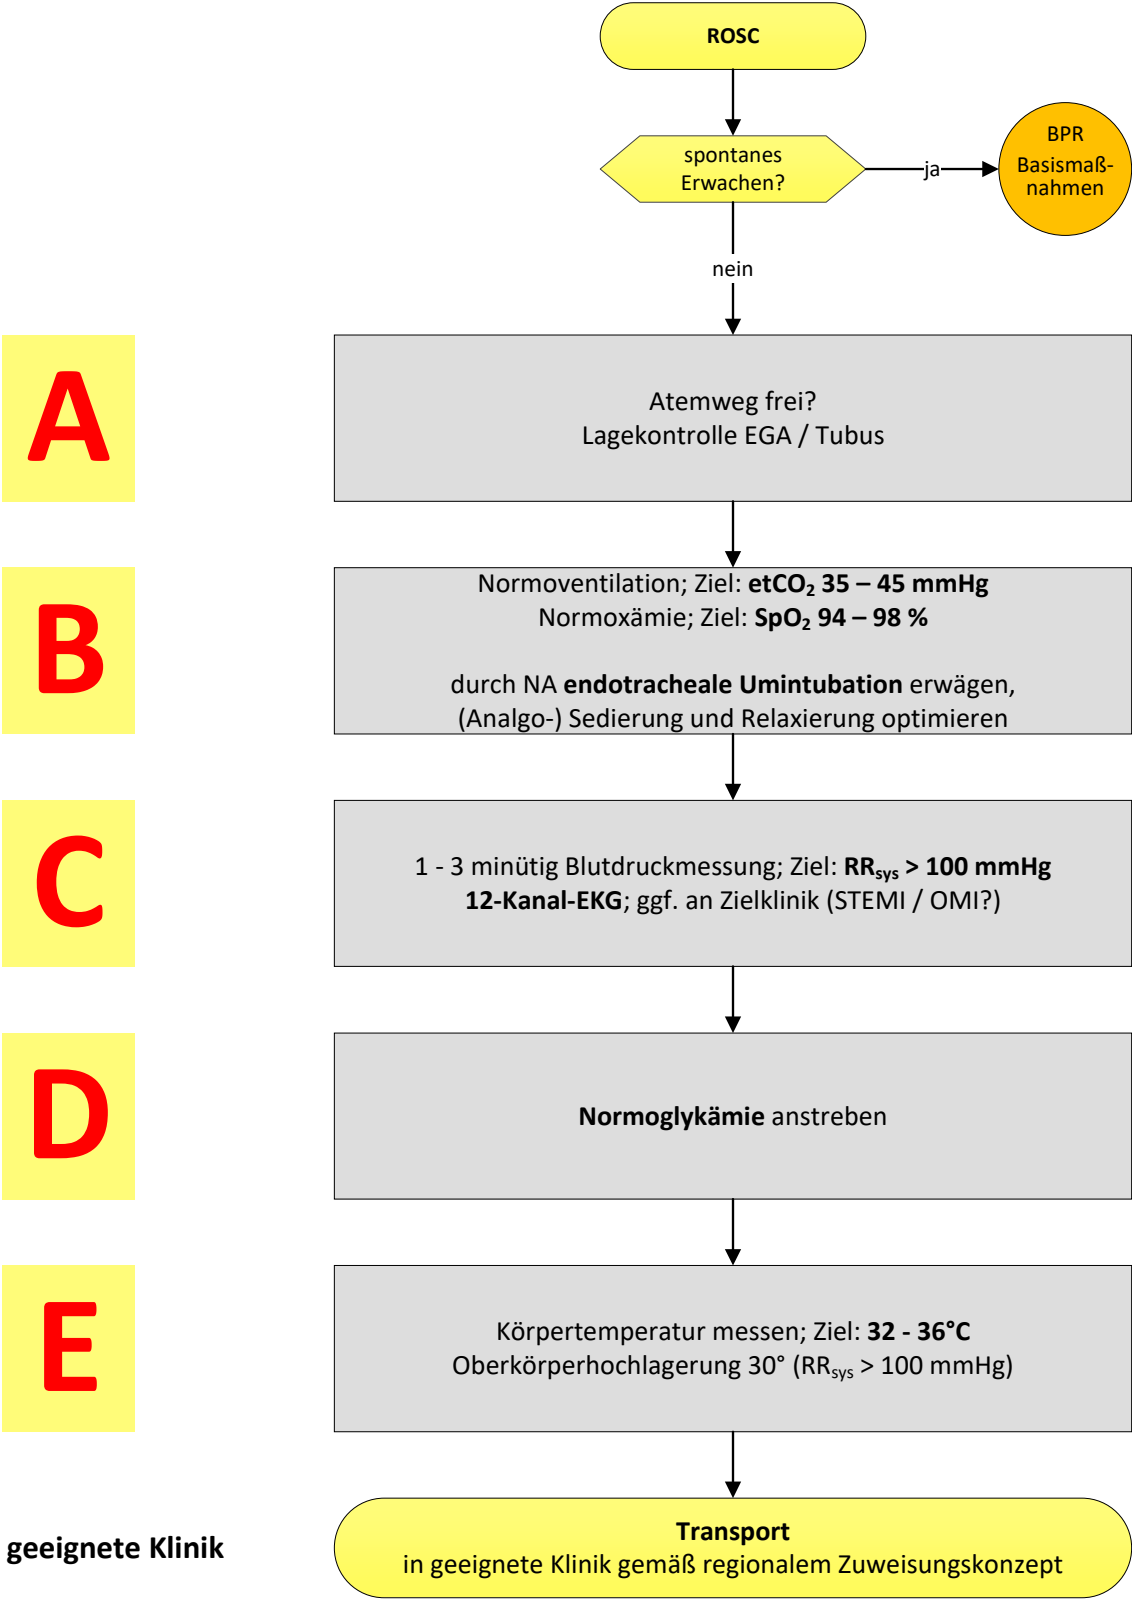 ROSC
spontanes
Erwachen?
ja
BPR
Basismaß-
nahmen
nein
A
Atemweg frei?
Lagekontrolle EGA / Tubus
B
Normoventilation; Ziel: etCO₂ 35 – 45 mmHg
Normoxämie; Ziel: SpO₂ 94 – 98 %
durch NA endotracheale Umintubation erwägen,
(Analgo-) Sedierung und Relaxierung optimieren
C
1 - 3 minütig Blutdruckmessung; Ziel: RRsys > 100 mmHg
12-Kanal-EKG; ggf. an Zielklinik (STEMI / OMI?)
D
Normoglykämie anstreben
E
Körpertemperatur messen; Ziel: 32 - 36°C
Oberkörperhochlagerung 30° (RRsys > 100 mmHg)
geeignete Klinik
Transport
in geeignete Klinik gemäß regionalem Zuweisungskonzept